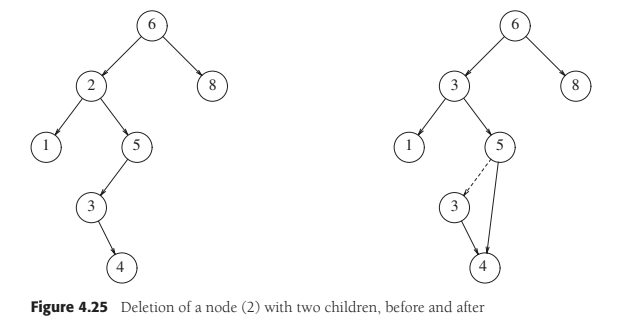 6 6
2 8 3 8
1 5 1 5
3 3
4 4
Figure 4.25 Deletion of a node (2) with two children, before and after